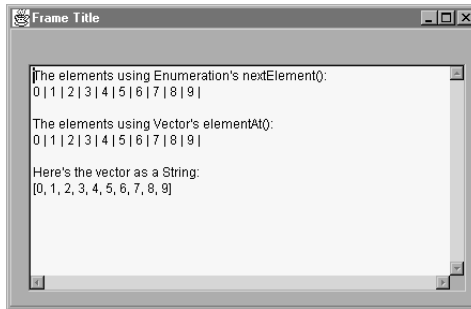 Frame Title
The elements using Enumeration's nextElement():
0 | 1 | 2 | 3 | 4 | 5 | 6 | 7 | 8 | 9 |
The elements using Vector's elementAt():
0 | 1 | 2 | 3 | 4 | 5 | 6 | 7 | 8 | 9 |
Here's the vector as a String:
[0, 1, 2, 3, 4, 5, 6, 7, 8, 9]